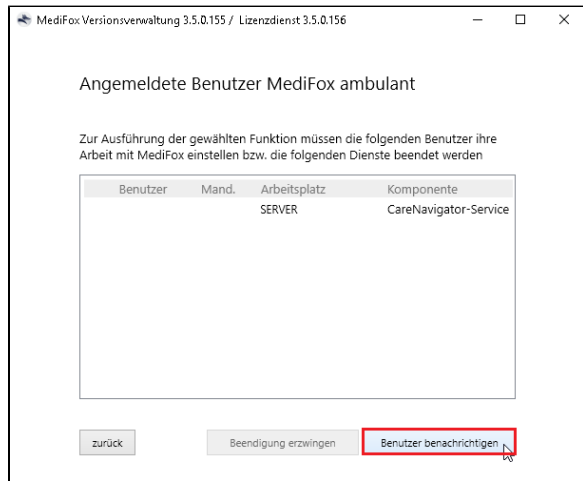 MediFox Versionsverwaltung 3.5.0.155 / Lizenzdienst 3.5.0.156
Angemeldete Benutzer MediFox ambulant
Zur Ausführung der gewählten Funktion müssen die folgenden Benutzer ihre
Arbeit mit MediFox einstellen bzw. die folgenden Dienste beendet werden
Benutzer Mand. Arbeitsplatz Komponente
SERVER CareNavigator-Service
zurück Beendigung erzwingen Benutzer benachrichtigen